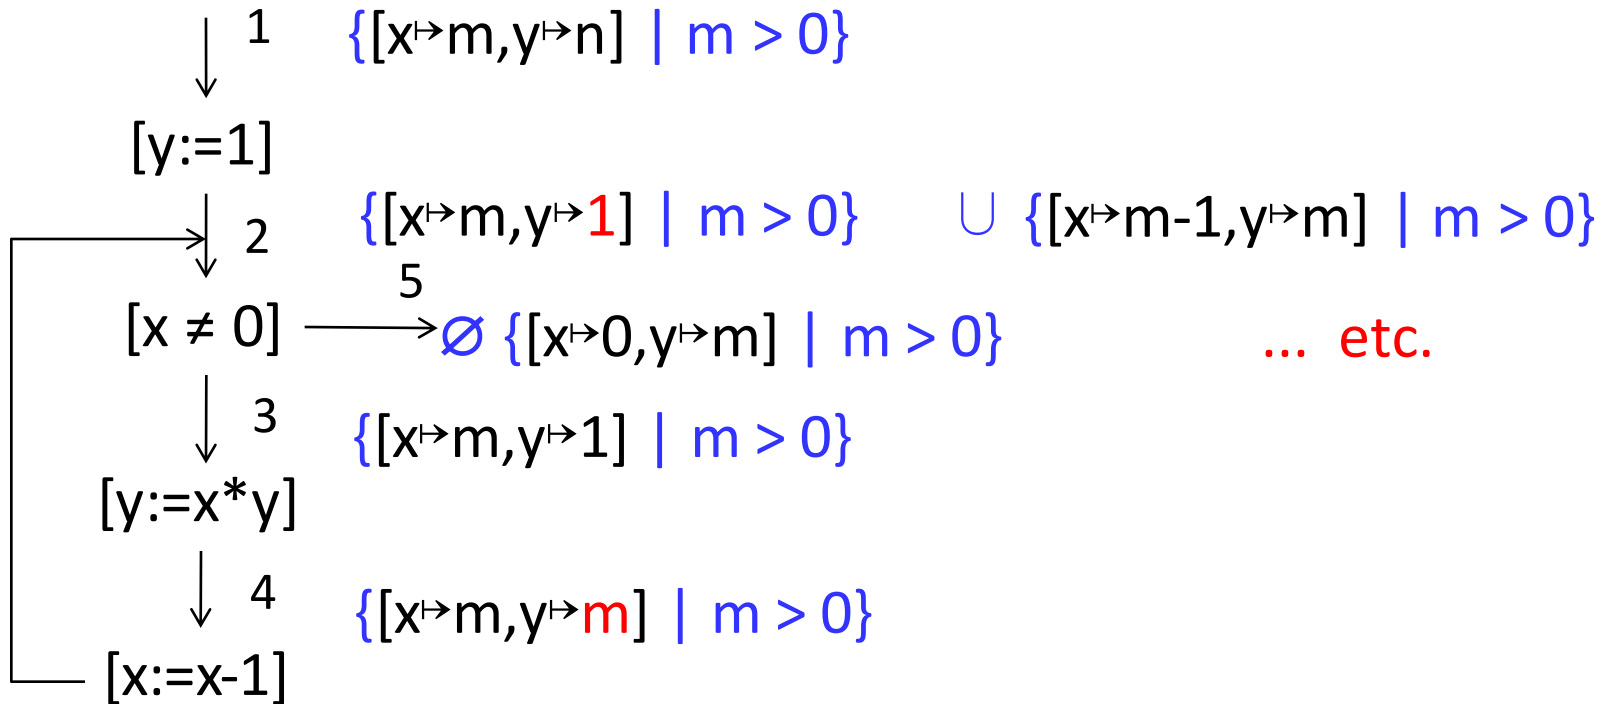 1 {[x↦m,y↦n] | m > 0}
[y:=1]
2 {[x↦m,y↦1] | m > 0} ∪ {[x↦m-1,y↦m] | m > 0}
[x ≠ 0] 5 ∅ {[x↦0,y↦m] | m > 0} ... etc.
3 {[x↦m,y↦1] | m > 0}
[y:=x*y]
4 {[x↦m,y↦m] | m > 0}
[x:=x-1]